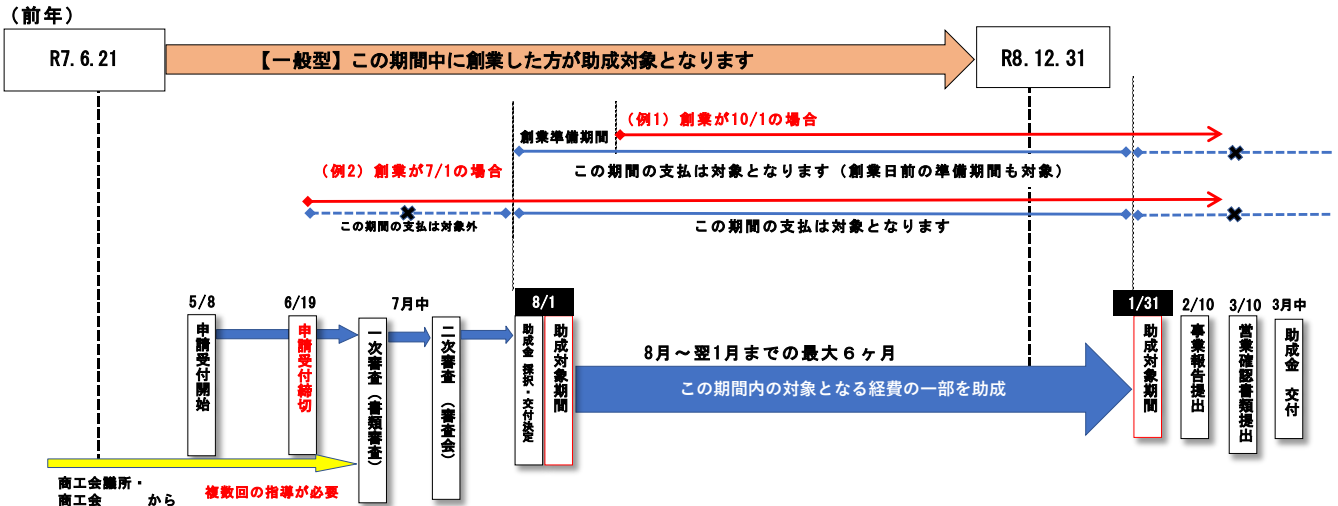 (前年)
R7.6.21
【一般型】この期間中に創業した方が助成対象となります
R8.12.31
(例1) 創業が10/1の場合
創業準備期間
この期間の支払は対象となります(創業日前の準備期間も対象)
(例2) 創業が7/1の場合
この期間の支払は対象外
この期間の支払は対象となります
5/8
申請受付開始
6/19
申請受付締切
7月中
一次審査(書類審査)
二次審査 (審査会)
8/1
助成金 採択・交付決定
助成対象期間
8月~翌1月までの最大6ヶ月
この期間内の対象となる経費の一部を助成
1/31
助成対象期間
2/10
事業報告提出
3/10
営業確認書類提出
3月中
助成金 交付
商工会議所・
商工会 から
複数回の指導が必要